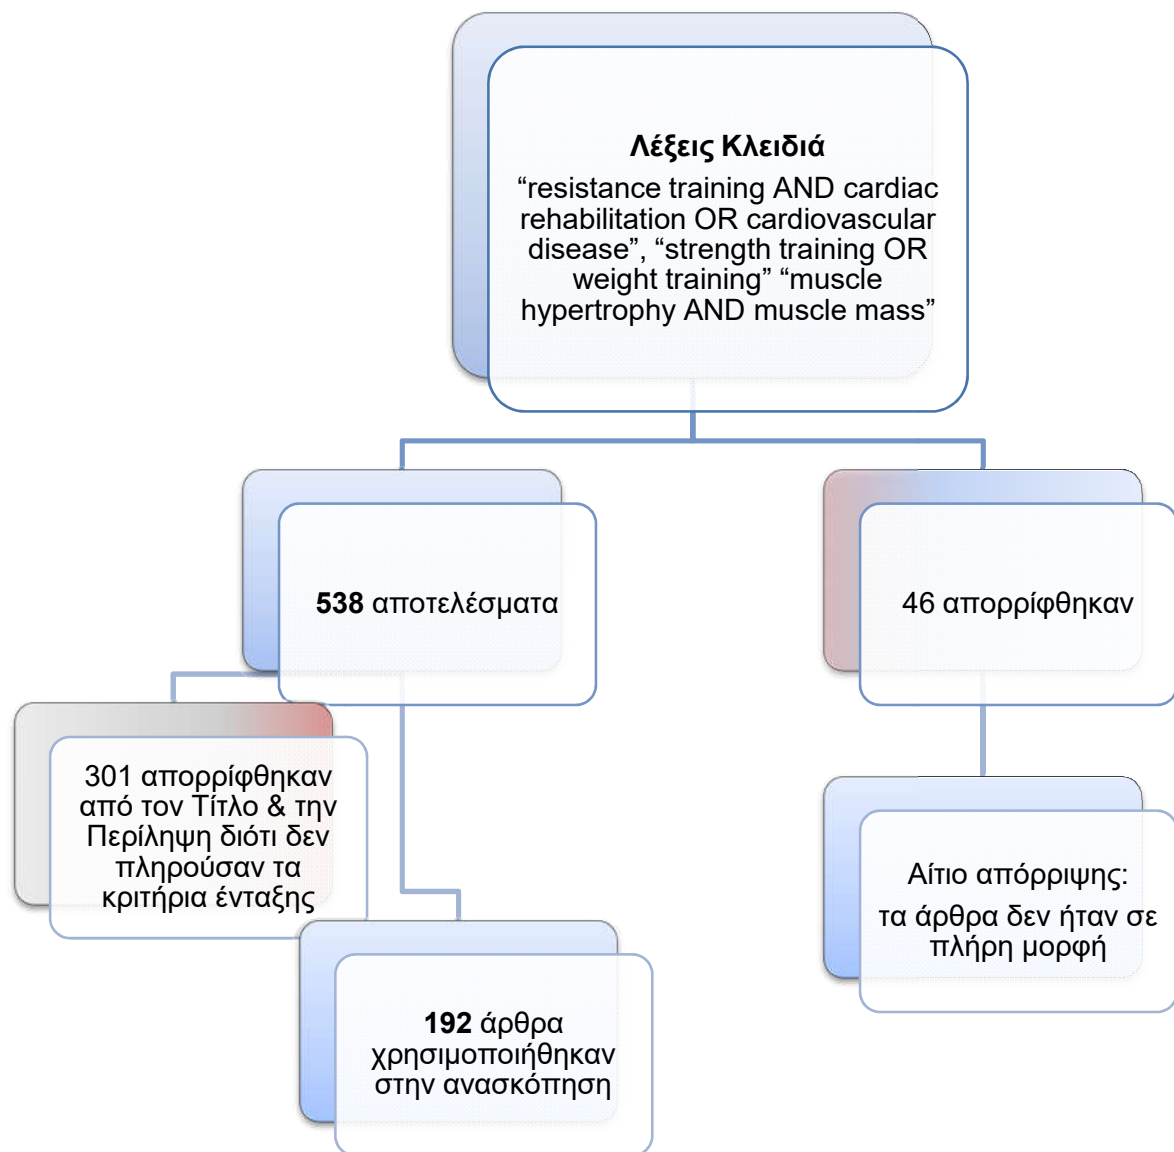 Λέξεις Κλειδιά
“resistance training AND cardiac
rehabilitation OR cardiovascular
disease”, “strength training OR
weight training” “muscle
hypertrophy AND muscle mass”
538 αποτελέσματα
46 απορρίφθηκαν
301 απορρίφθηκαν
από τον Τίτλο & την
Περίληψη διότι δεν
πληρούσαν τα
κριτήρια ένταξης
Αίτιο απόρριψης:
τα άρθρα δεν ήταν σε
πλήρη μορφή
192 άρθρα
χρησιμοποιήθηκαν
στην ανασκόπηση